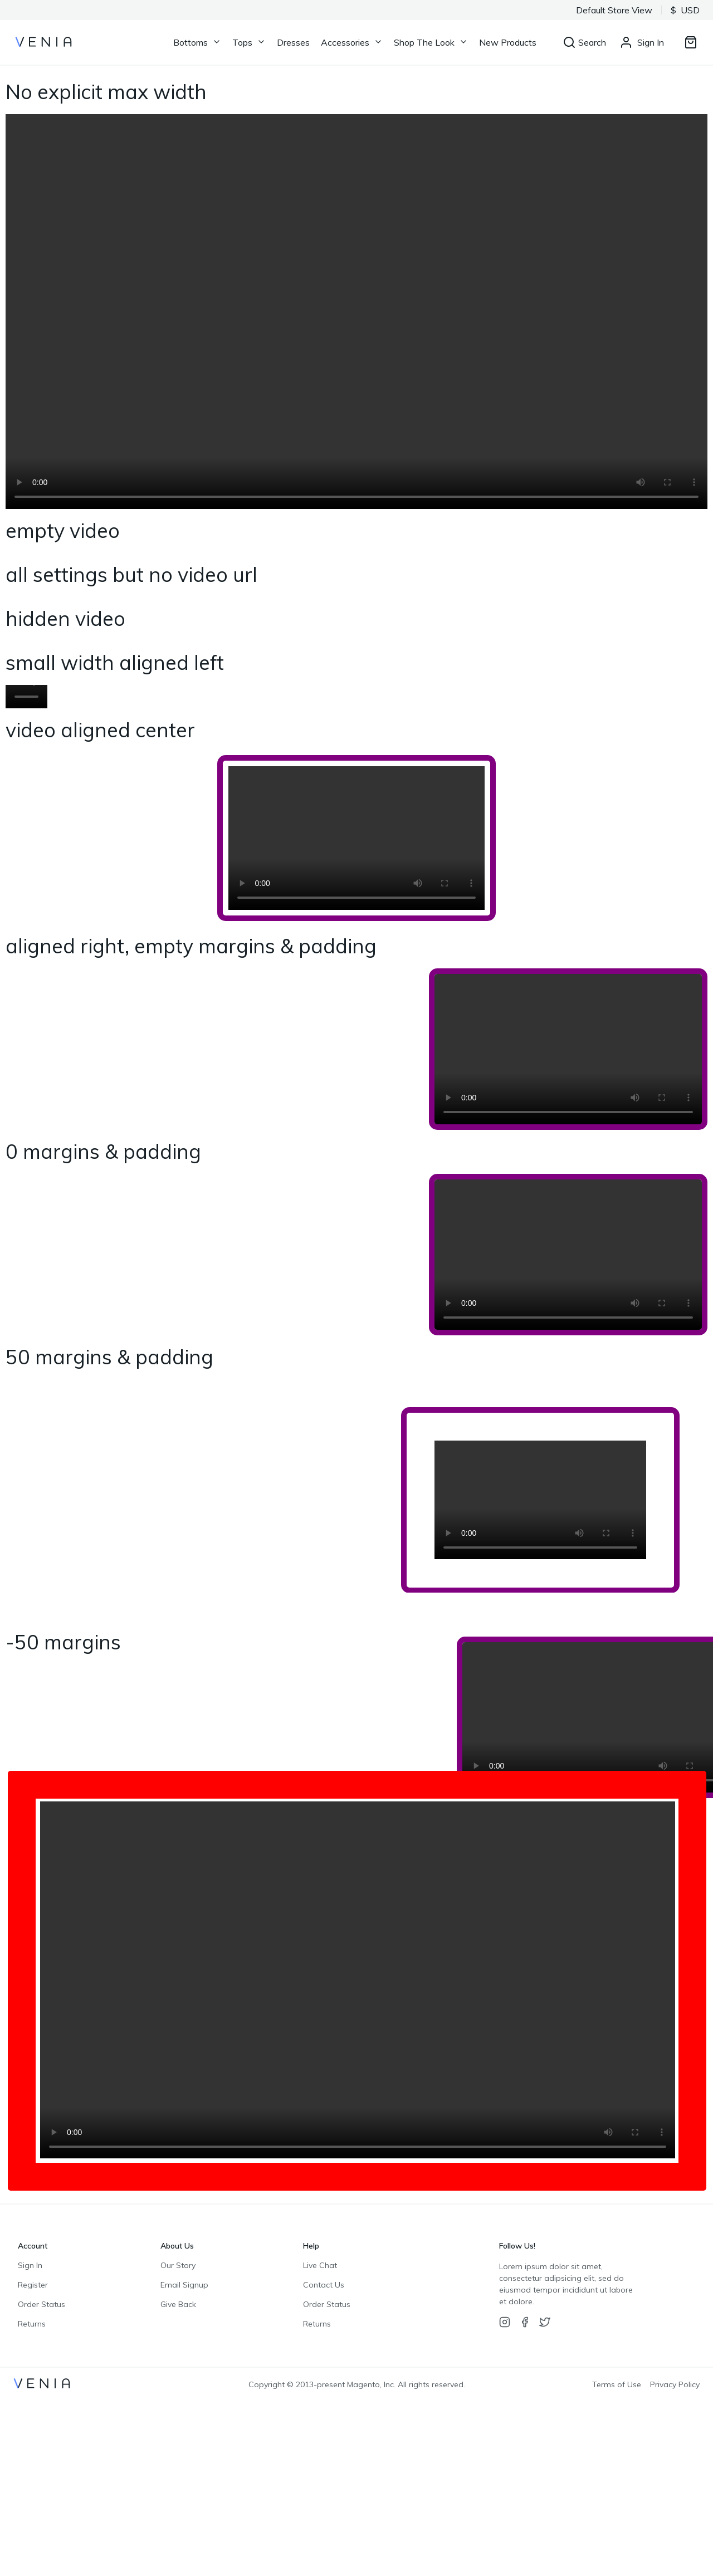 Default Store View
$ USD
VENIA
Bottoms
Tops
Dresses
Accessories
Shop The Look
New Products
Search
Sign In
No explicit max width
0:00
empty video
all settings but no video url
hidden video
small width aligned left
video aligned center
0:00
aligned right, empty margins & padding
0:00
0 margins & padding
0:00
50 margins & padding
0:00
-50 margins
0:00
Account
Sign In
Register
Order Status
Returns
About Us
Our Story
Email Signup
Give Back
Help
Live Chat
Contact Us
Order Status
Returns
Follow Us!
Lorem ipsum dolor sit amet,
consectetur adipsicing elit, sed do
eiusmod tempor incididunt ut labore
et dolore.
VENIA
Copyright © 2013-present Magento, Inc. All rights reserved.
Terms of Use
Privacy Policy